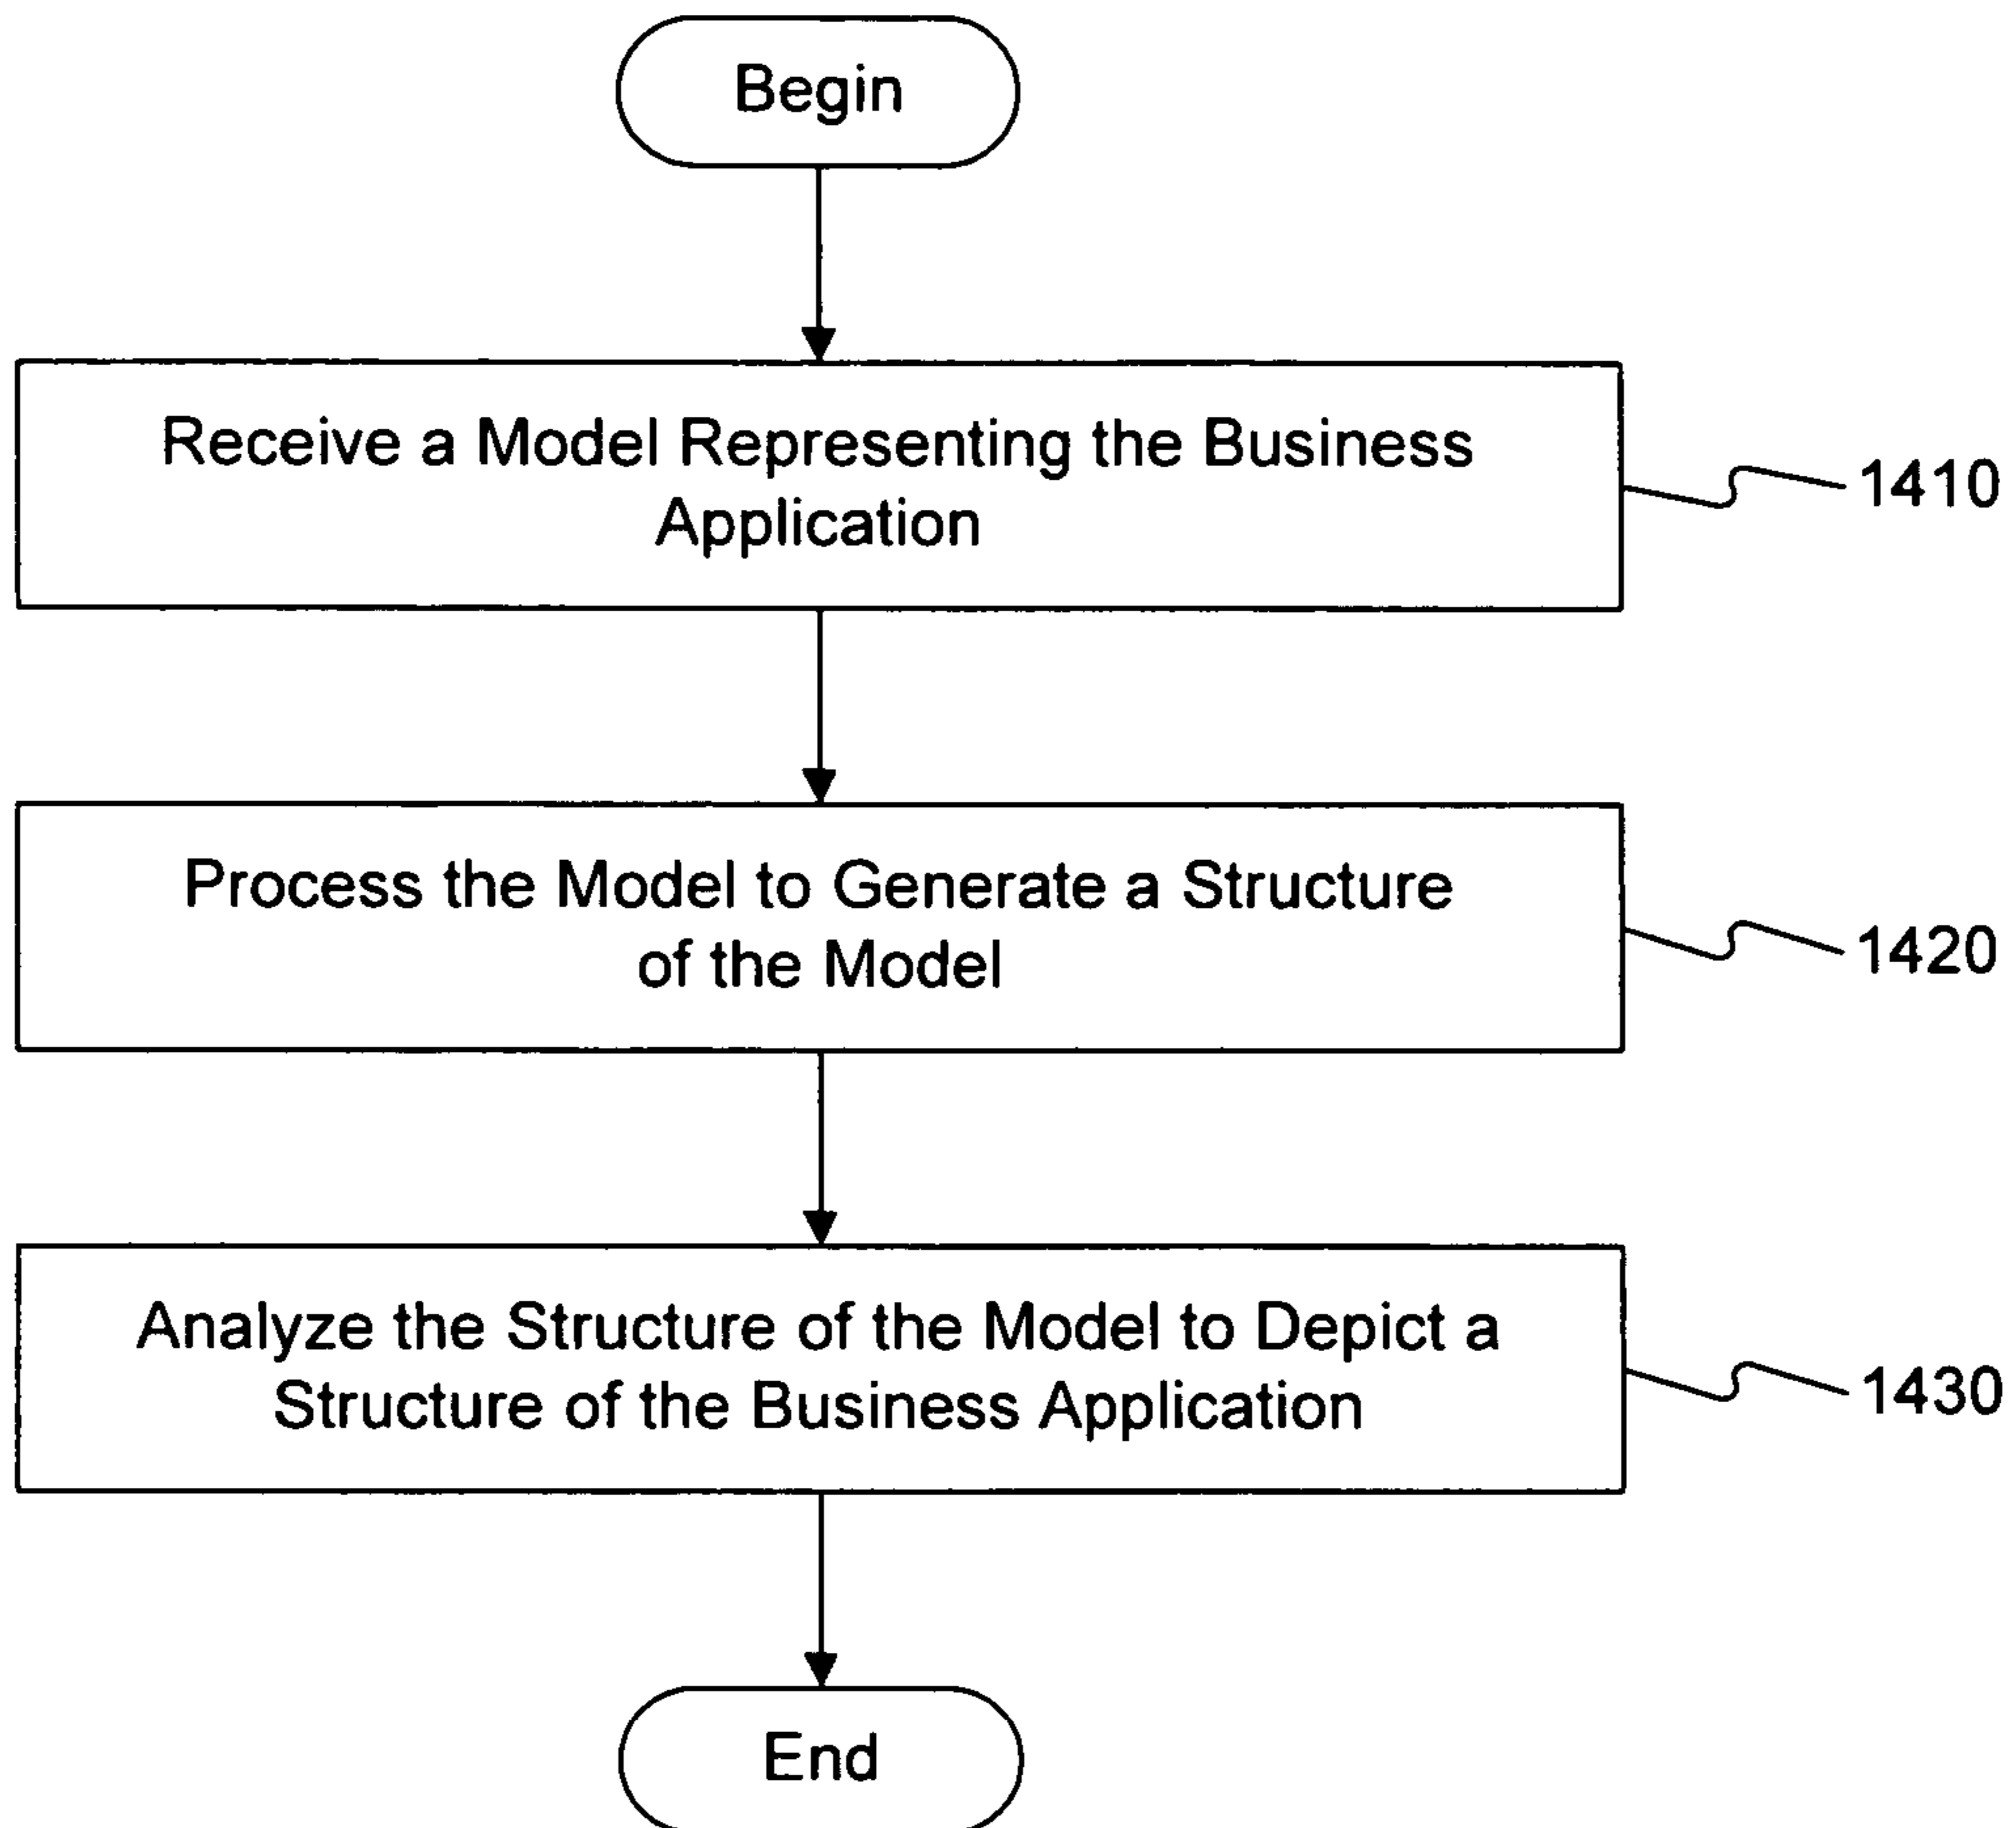 Begin
Receive a Model Representing the Business
Application
1410
Process the Model to Generate a Structure
of the Model
1420
Analyze the Structure of the Model to Depict a
Structure of the Business Application
1430
End